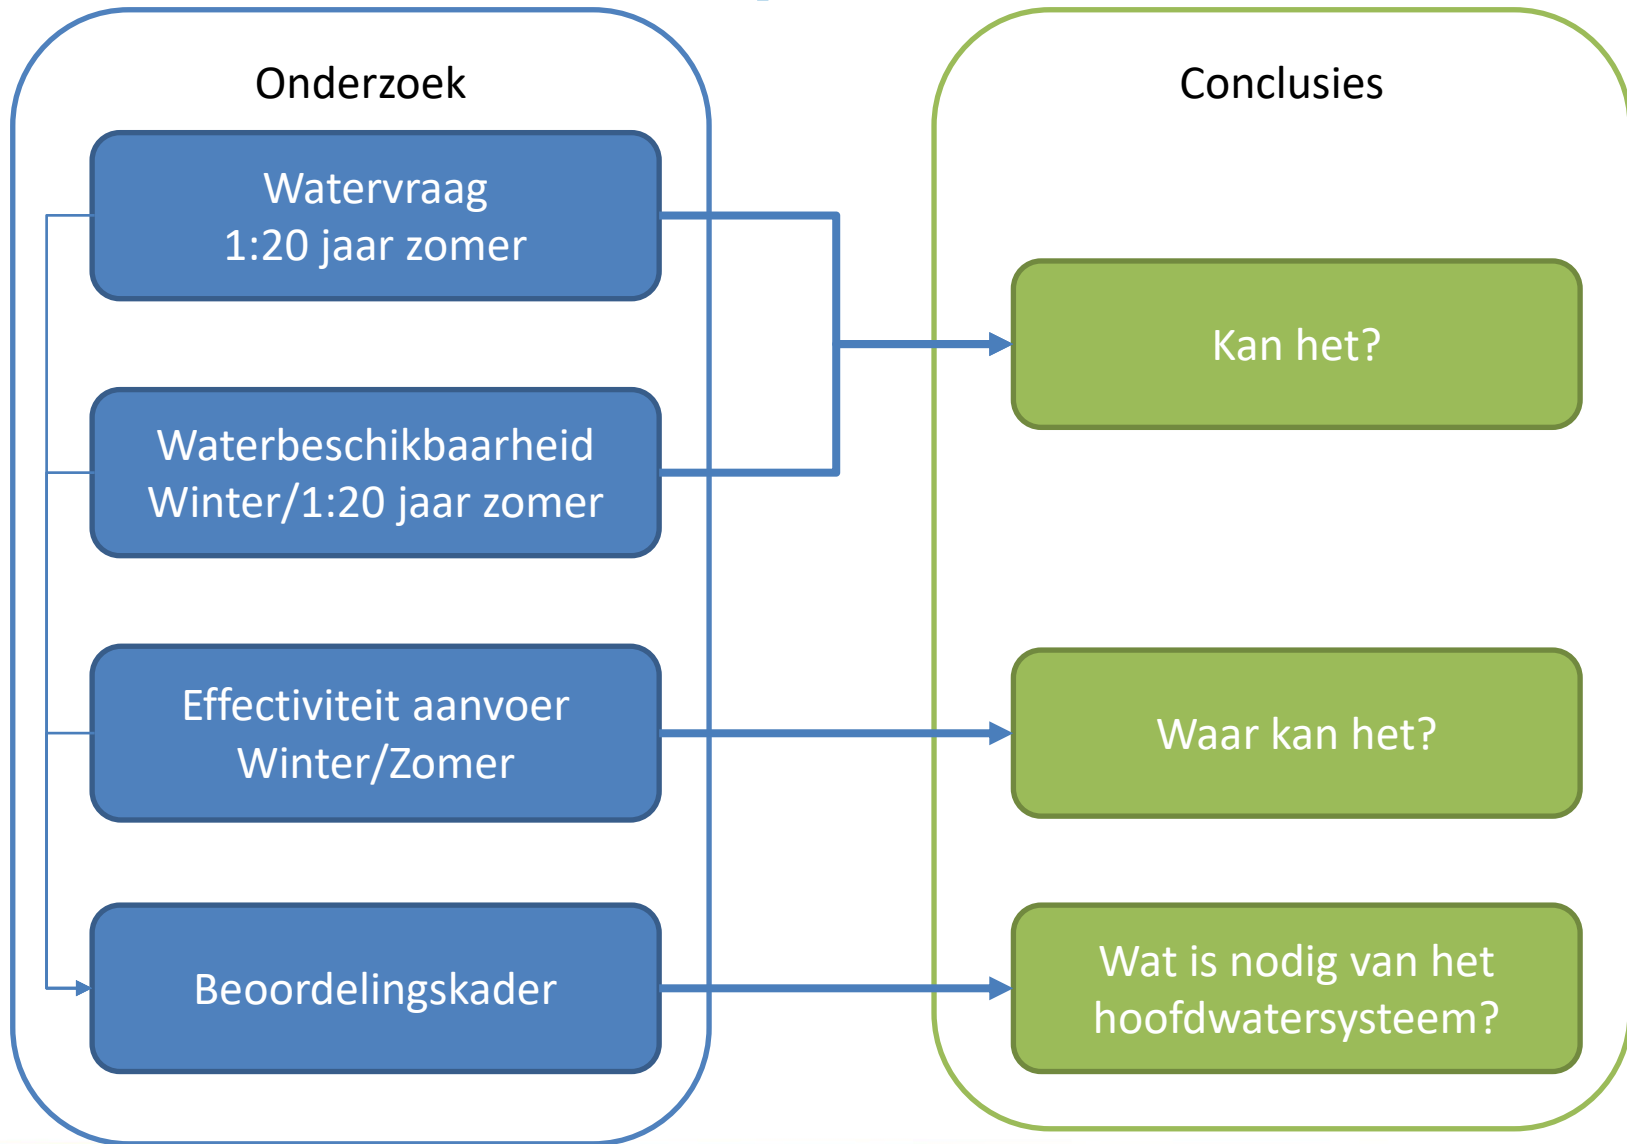 Onderzoek
Watervraag
1:20 jaar zomer
Waterbeschikbaarheid
Winter/1:20 jaar zomer
Effectiviteit aanvoer
Winter/Zomer
Beoordelingskader
Conclusies
Kan het?
Waar kan het?
Wat is nodig van het
hoofdwatersysteem?